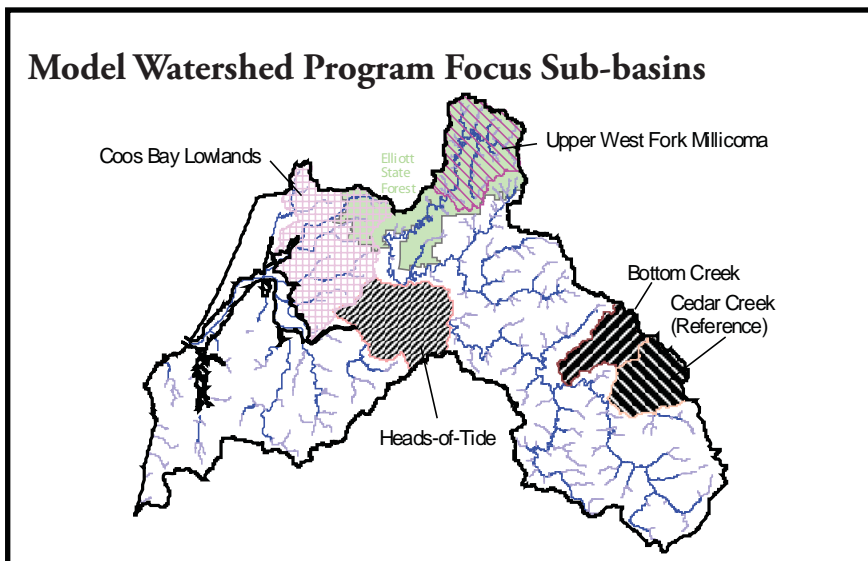 Model Watershed Program Focus Sub-basins
Coos Bay Lowlands
Elliott
State
Forest
Upper West Fork Millicoma
Bottom Creek
Cedar Creek
(Reference)
Heads-of-Tide